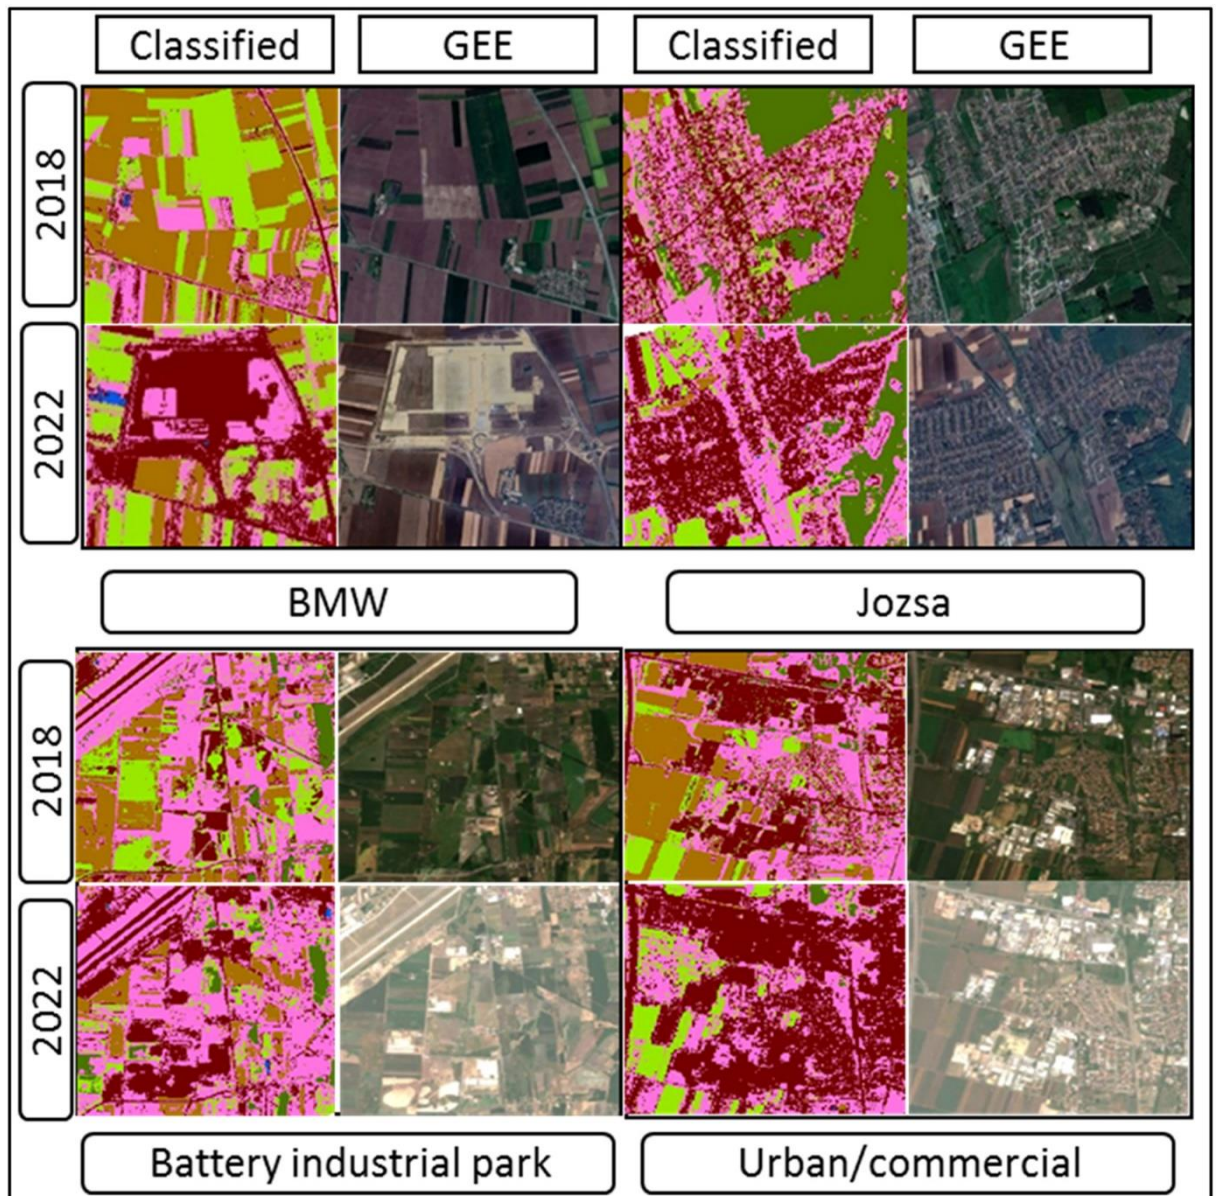 Classified GEE Classified GEE
2018
2022
BMW Jozsa
2018
2022
Battery industrial park Urban/commercial